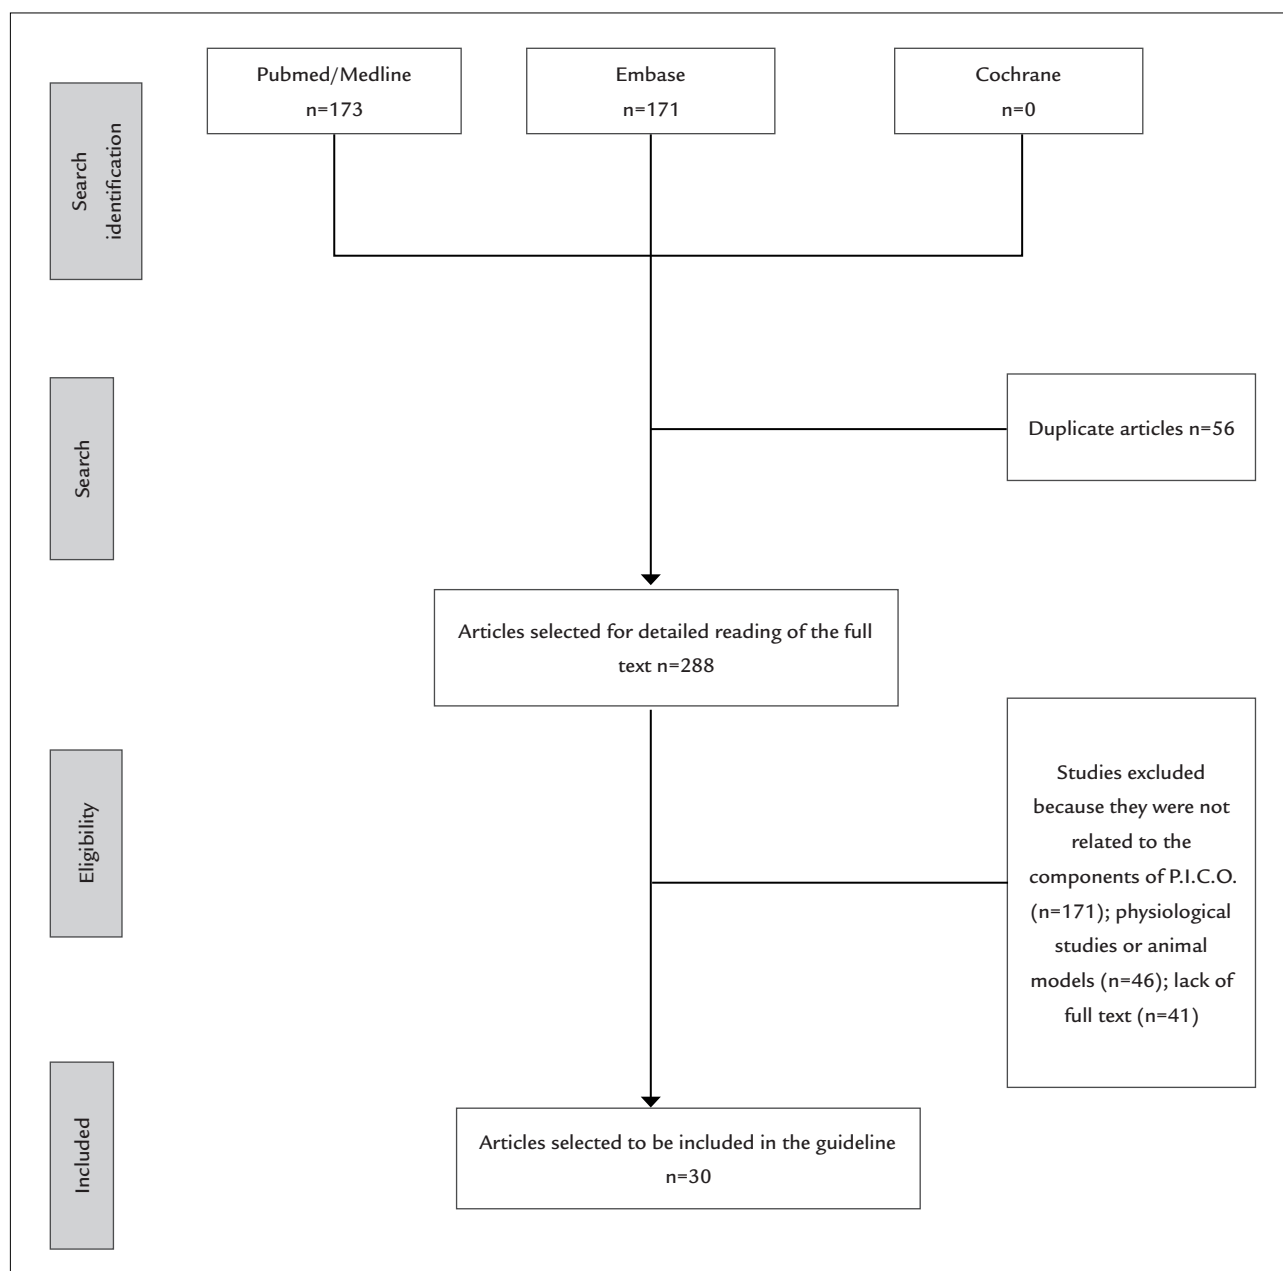 Search
identification
Pubmed/Medline
n=173
Embase
n=171
Cochrane
n=0
Search
Duplicate articles n=56
Articles selected for detailed reading of the full
text n=288
Eligibility
Studies excluded
because they were not
related to the
components of P.I.C.O.
(n=171); physiological
studies or animal
models (n=46); lack of
full text (n=41)
Included
Articles selected to be included in the guideline
n=30